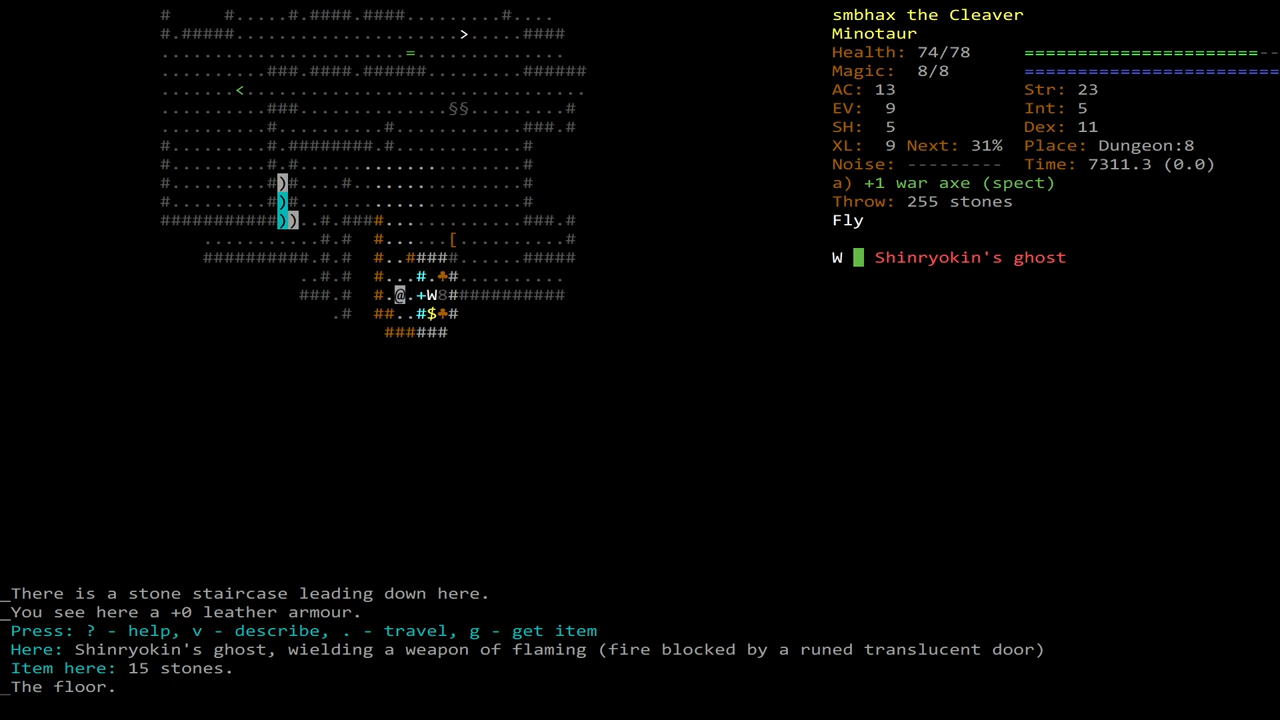 #     #.....#.####.####.........#....
smbhax the Cleaver
#.#####.......................>.....####
Minotaur
.....................=.............
Health: 74/78 ======================--
.........###.####.######.........######
Magic: 8/8 ========================
.......<.............................
AC: 13 Str: 23
.........###.............§§.........#
EV: 9 Int: 5
.........#.........#...........###.#
SH: 5 Dex: 11
#........#.########.#...........#
XL: 9 Next: 31% Place: Dungeon:8
#........#.#...................#
Noise: --------- Time: 7311.3 (0.0)
#........#)#....#...............#
a) +1 war axe (spect)
#........#)#...................#
Throw: 255 stones
###########))..#.####.............###.#
Fly
..........#.#  #.....[.........#
##########.#.#  #..#####......#####
W Shinryokin's ghost
..#.#  #...#.♣#.........
###.#  #.@.+W8##########
.#  ##..#$♣#
######
_There is a stone staircase leading down here.
_You see here a +0 leather armour.
Press: ? - help, v - describe, . - travel, g - get item
Here: Shinryokin's ghost, wielding a weapon of flaming (fire blocked by a runed translucent door)
Item here: 15 stones.
_The floor.